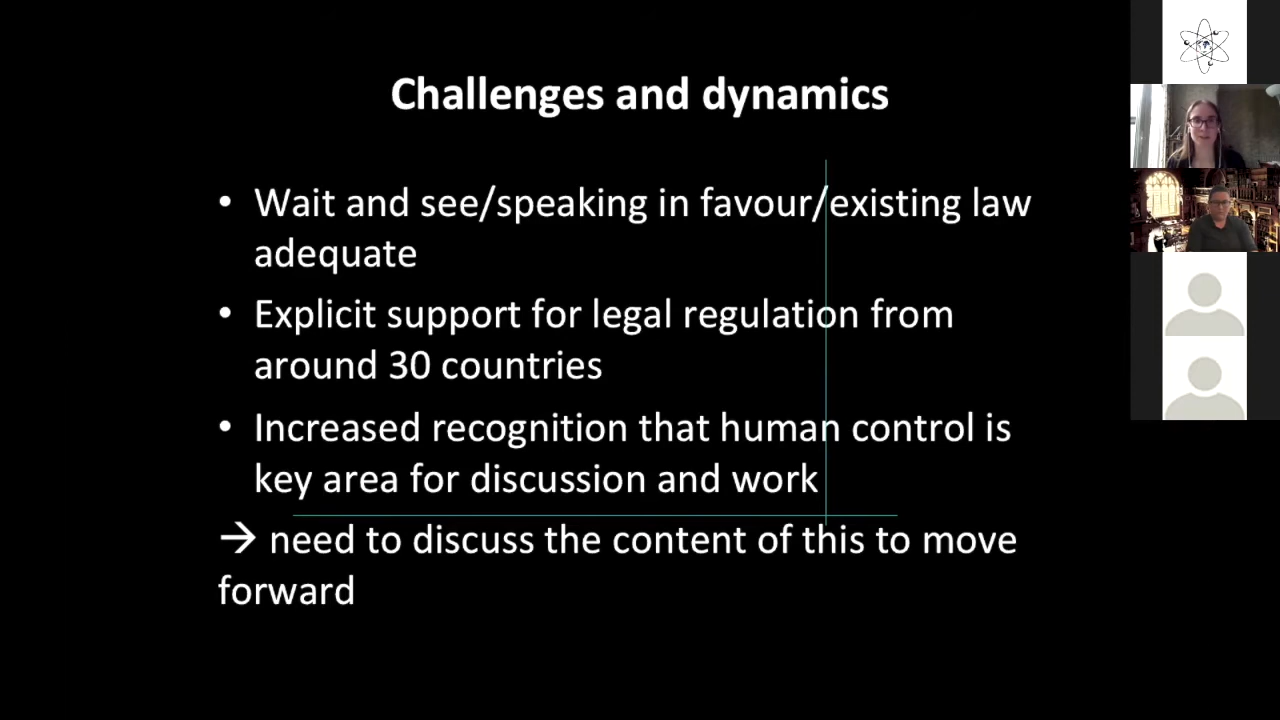 Challenges and dynamics
• Wait and see/speaking in favour/existing law
adequate
• Explicit support for legal regulation from
around 30 countries
• Increased recognition that human control is
key area for discussion and work
→ need to discuss the content of this to move
forward